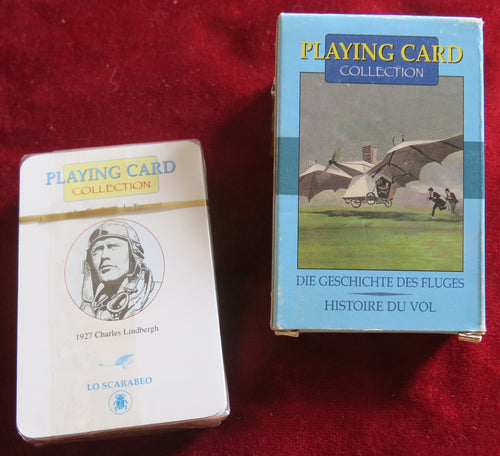 PLAYING CARD
COLLECTION
1927 Charles Lindbergh
LO SCARABEO
PLAYING CARD
COLLECTION
DIE GESCHICHTE DES FLUGES
HISTOIRE DU VOL